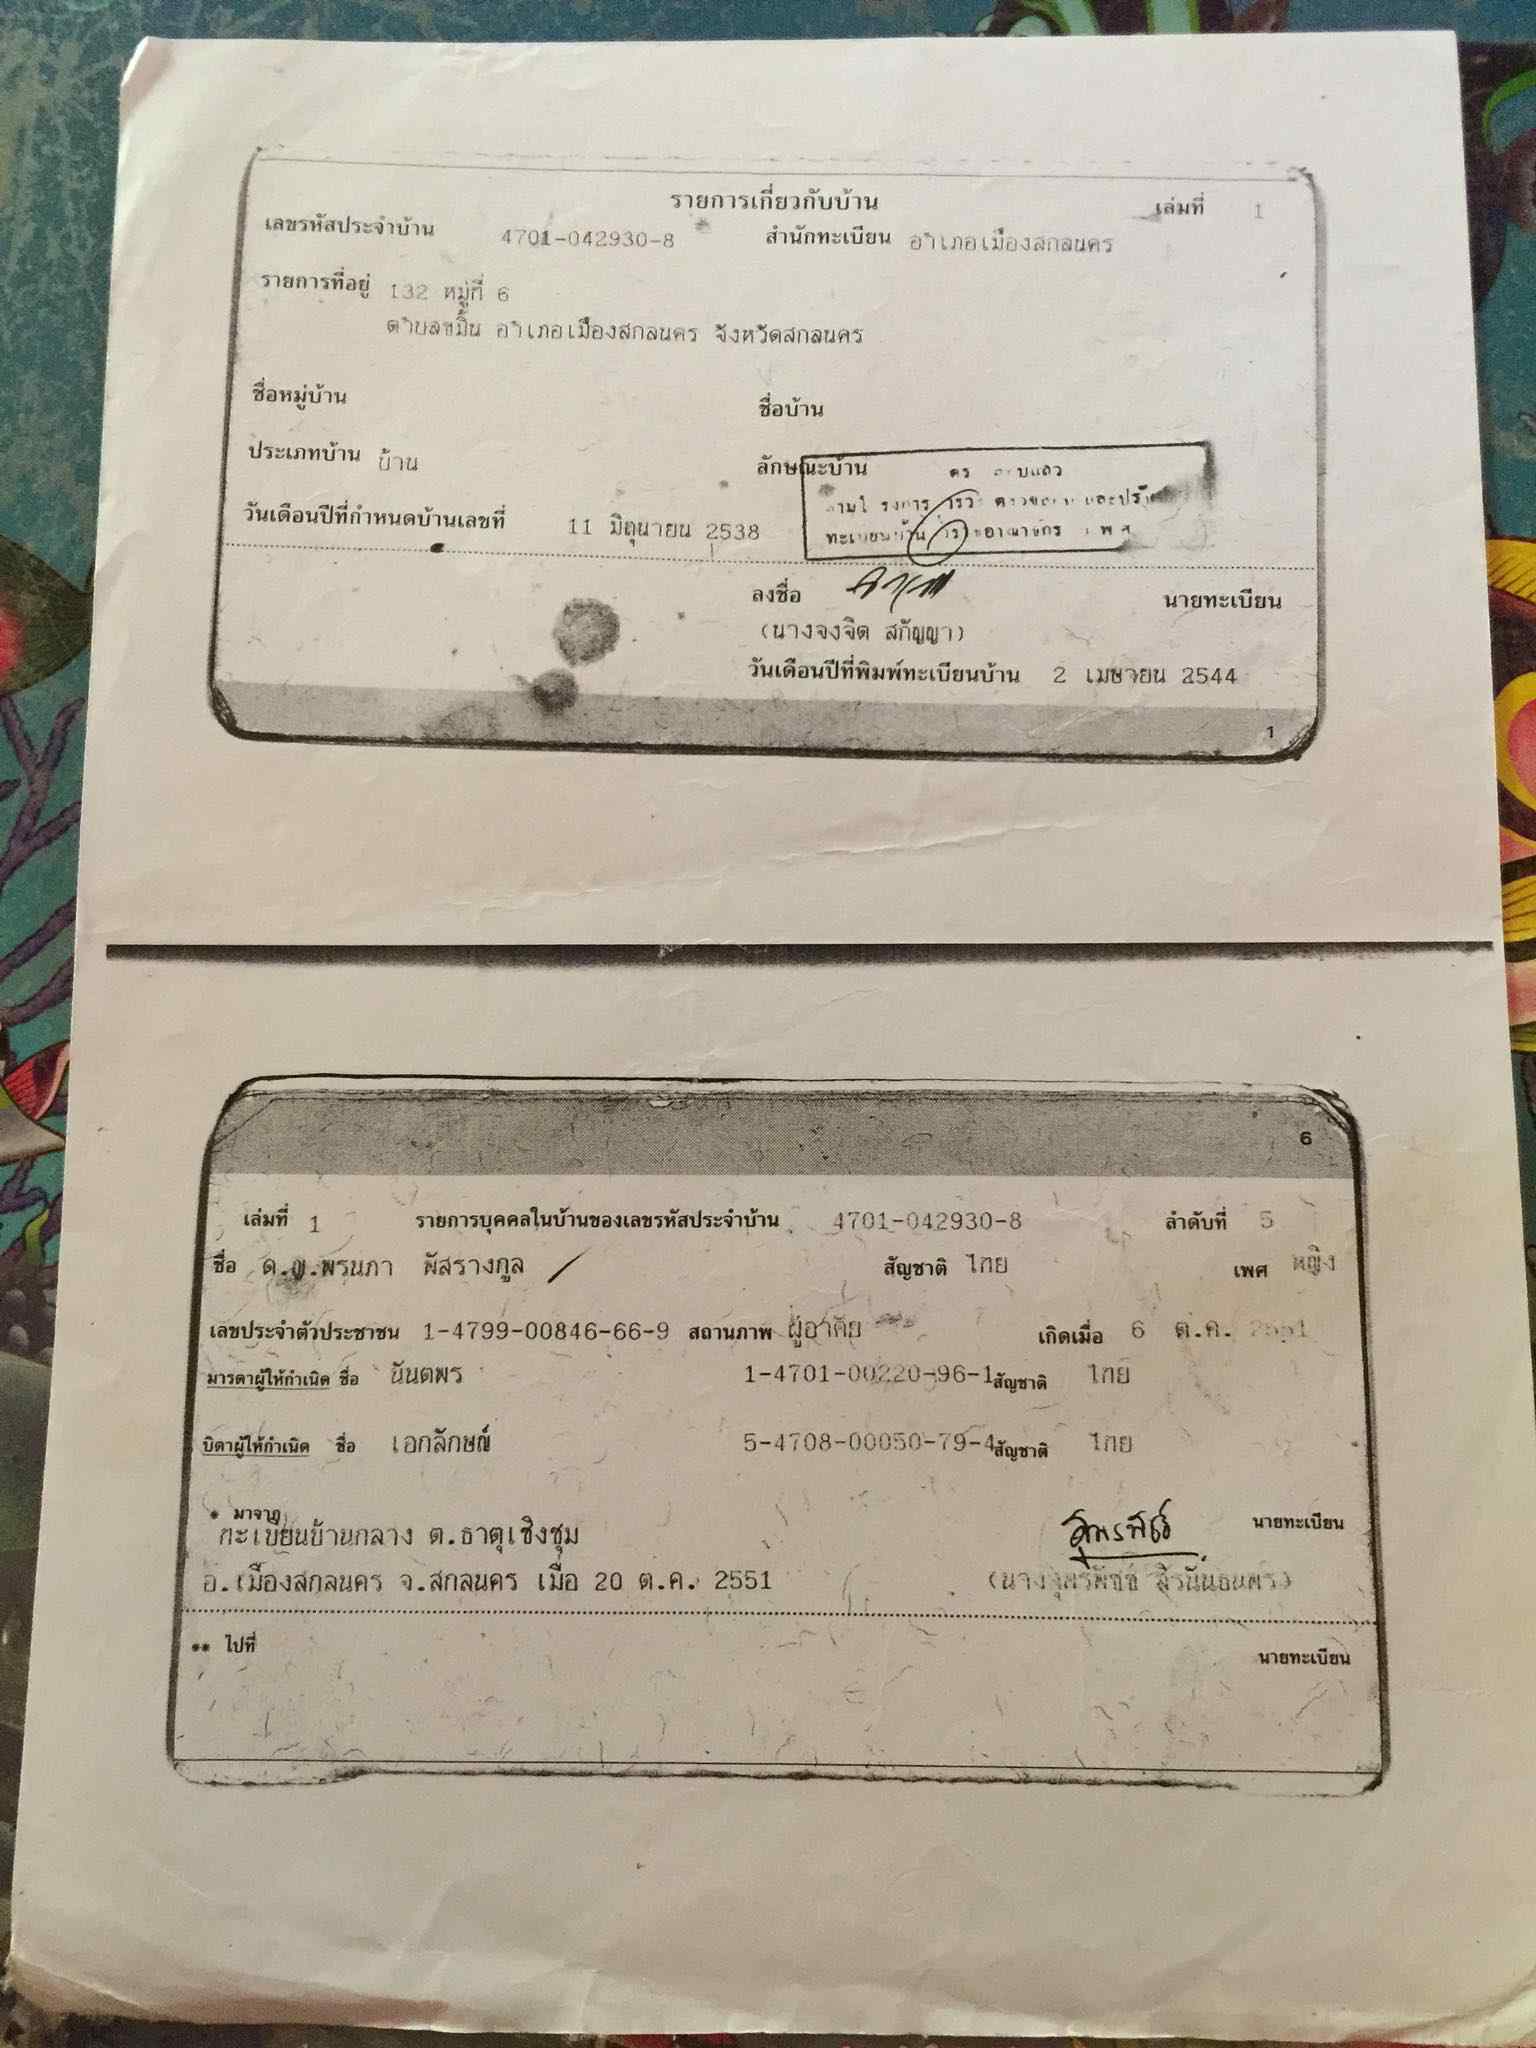 รายการเกี่ยวกับบ้าน เล่มที่ 1
เลขรหัสประจำบ้าน 4701-042930-8 สำนักทะเบียน อำเภอเมืองสกลนคร
รายการที่อยู่ 132 หมู่ที่ 6
ตำบลขมิ้น อำเภอเมืองสกลนคร จังหวัดสกลนคร
ชื่อหมู่บ้าน ชื่อบ้าน
ประเภทบ้าน บ้าน ลักษณะบ้าน
วันเดือนปีที่กำหนดบ้านเลขที่ 11 มิถุนายน 2538
ทะเบียนบ้าน
ลงชื่อ นายทะเบียน
(นางจงจิต สกัญญา)
วันเดือนปีที่พิมพ์ทะเบียนบ้าน 2 เมษายน 2544
1
6
เล่มที่ 1 รายการบุคคลในบ้านของเลขรหัสประจำบ้าน 4701-042930-8 ลำดับที่ 5
ชื่อ ด.ญ.พรนภา ผัสรางกูล สัญชาติ ไทย เพศ หญิง
เลขประจำตัวประชาชน 1-4799-00846-66-9 สถานภาพ ผู้อาศัย เกิดเมื่อ 6 ต.ค. 2551
มารดาผู้ให้กำเนิด ชื่อ นันตพร 1-4701-00220-96-1 สัญชาติ ไทย
บิดาผู้ให้กำเนิด ชื่อ เอกลักษณ์ 5-4708-00050-79-4 สัญชาติ ไทย
* มาจาก นายทะเบียน
ทะเบียนบ้านกลาง ต.ธาตุเชิงชุม
อ.เมืองสกลนคร จ.สกลนคร เมื่อ 20 ต.ค. 2551
** ไปที่ นายทะเบียน